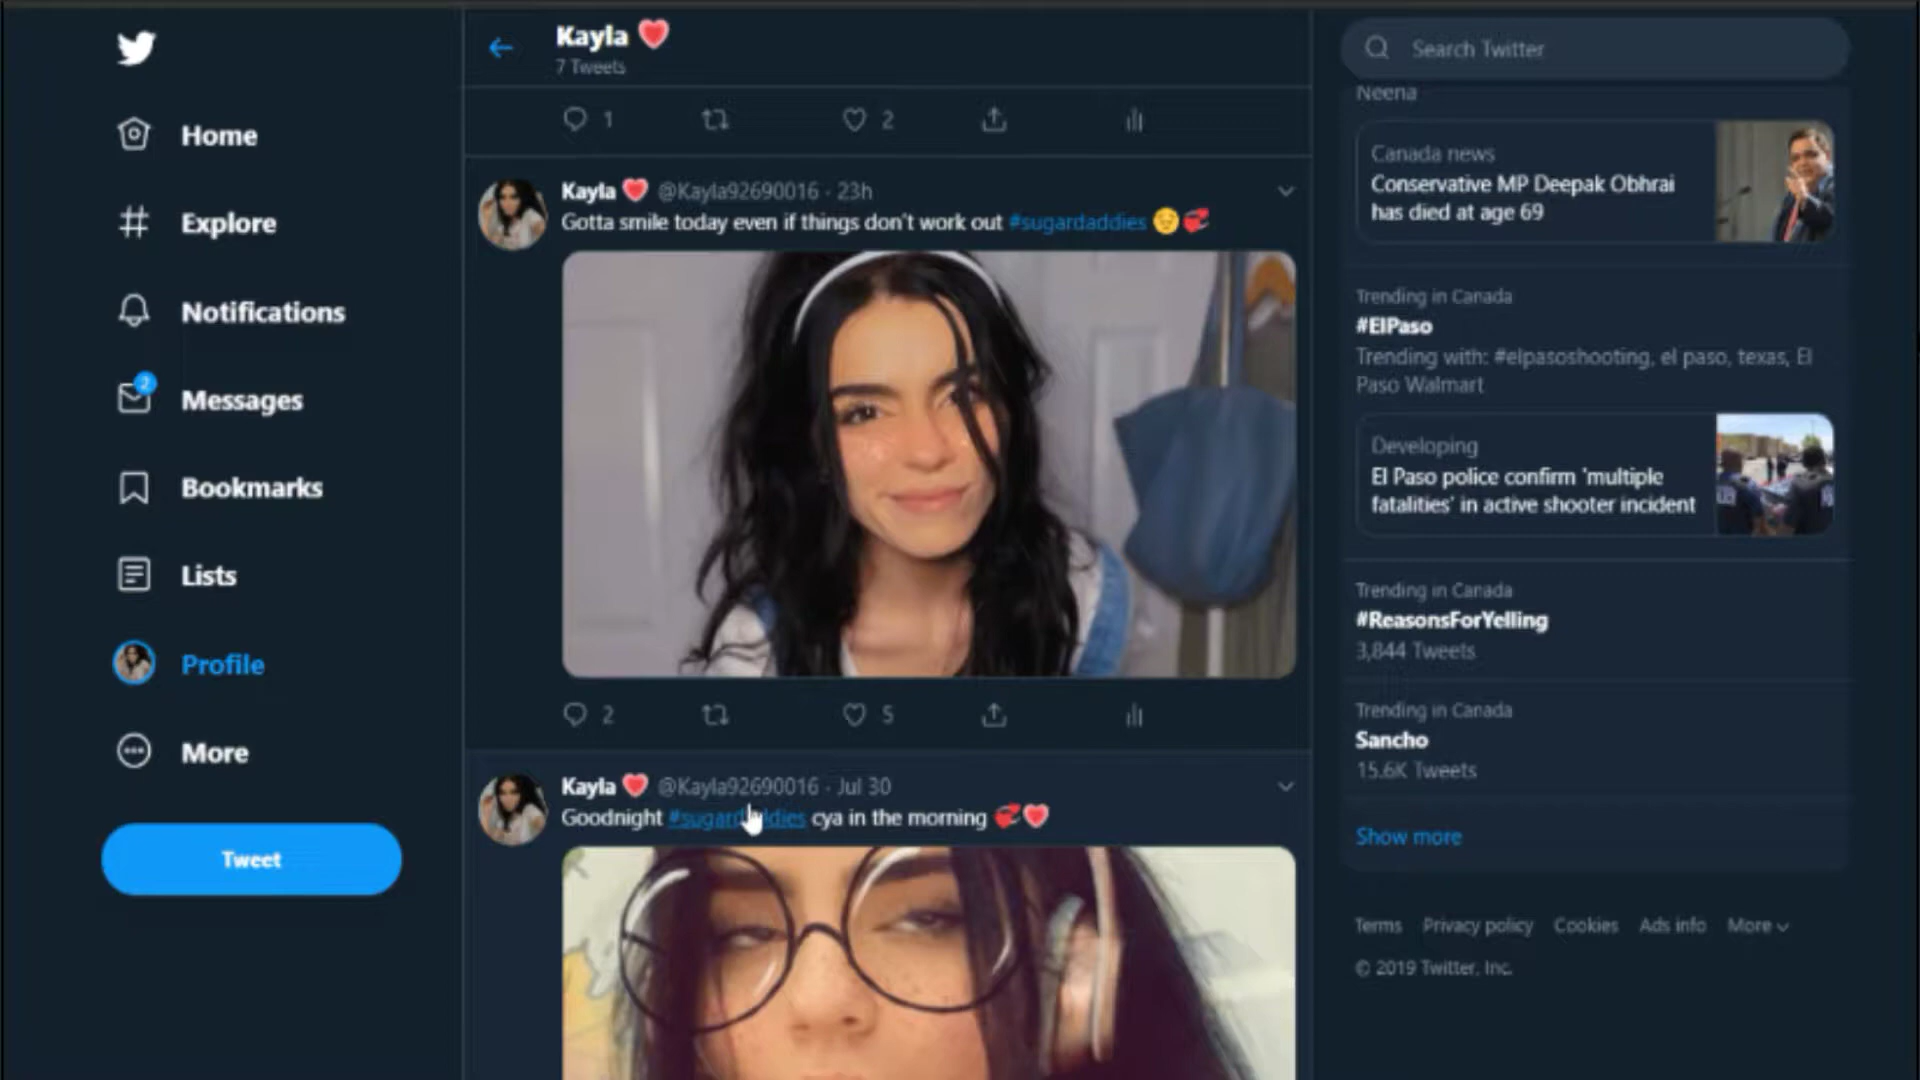 Home
Explore
Notifications
2
Messages
Bookmarks
Lists
Profile
More
Tweet
Kayla
7 Tweets
1
2
Kayla @Kayla92690016 · 23h
Gotta smile today even if things don't work out #sugardaddies
2
5
Kayla @Kayla92690016 · Jul 30
Goodnight #sugardaddies cya in the morning
Search Twitter
Neena
Canada news
Conservative MP Deepak Obhrai
has died at age 69
Trending in Canada
#ElPaso
Trending with: #elpasoshooting, el paso, texas, El
Paso Walmart
Developing
El Paso police confirm 'multiple
fatalities' in active shooter incident
Trending in Canada
#ReasonsForYelling
3,844 Tweets
Trending in Canada
Sancho
15.6K Tweets
Show more
Terms Privacy policy Cookies Ads info More
© 2019 Twitter, Inc.